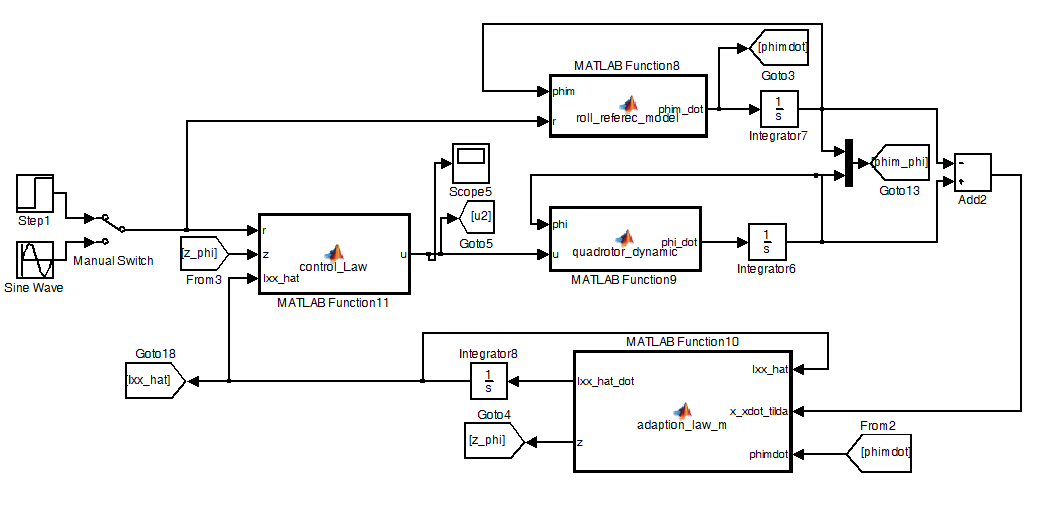 [phimdot]
Goto3
MATLAB Function8
phim
phim_dot
r
roll_referec_model
1
s
Integrator7
Scope5
[phim_phi]
Goto13
-
+
Add2
Step1
[u2]
Goto5
phi
phi_dot
u
quadrotor_dynamic
MATLAB Function9
1
s
Integrator6
Manual Switch
Sine Wave
[z_phi]
From3
r
z
Ixx_hat
control_Law
u
MATLAB Function11
MATLAB Function10
Goto18
[Ixx_hat]
Integrator8
1
s
Ixx_hat_dot
Ixx_hat
x_xdot_tilda
adaption_law_m
z
phimdot
Goto4
[z_phi]
From2
[phimdot]